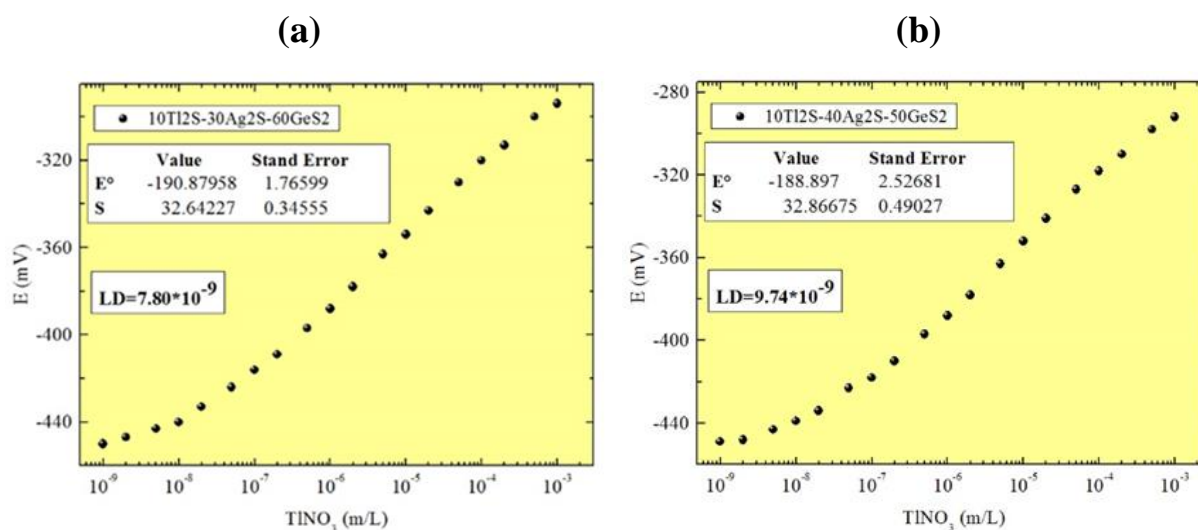 (a)
10Tl2S-30Ag2S-60GeS2
Value Stand Error
E° -190.87958 1.76599
S 32.64227 0.34555
LD=7.80*10⁻⁹
-320
-360
-400
-440
E (mV)
10⁻⁹ 10⁻⁸ 10⁻⁷ 10⁻⁶ 10⁻⁵ 10⁻⁴ 10⁻³
TlNO₃ (m/L)
(b)
10Tl2S-40Ag2S-50GeS2
Value Stand Error
E° -188.897 2.52681
S 32.86675 0.49027
LD=9.74*10⁻⁹
-280
-320
-360
-400
-440
E (mV)
10⁻⁹ 10⁻⁸ 10⁻⁷ 10⁻⁶ 10⁻⁵ 10⁻⁴ 10⁻³
TlNO₃ (m/L)